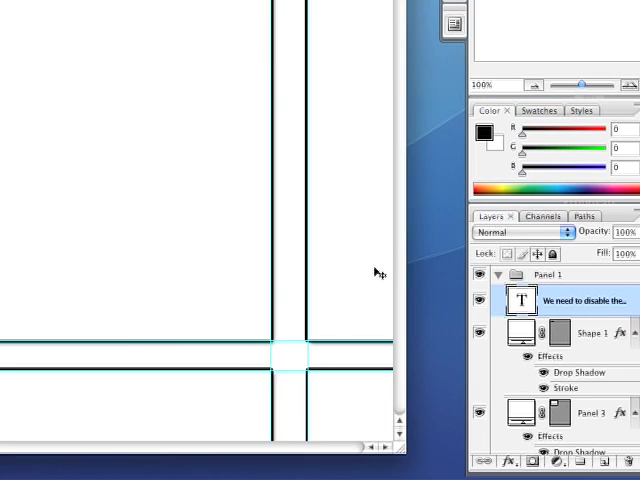 100%
Color × Swatches Styles
R 0
G 0
B 0
Layers × Channels Paths
Normal Opacity: 100%
Lock: Fill: 100%
Panel 1
T We need to disable the...
Shape 1 fx
Effects
Drop Shadow
Stroke
Panel 3 fx
Effects
Drop Shadow
fx.